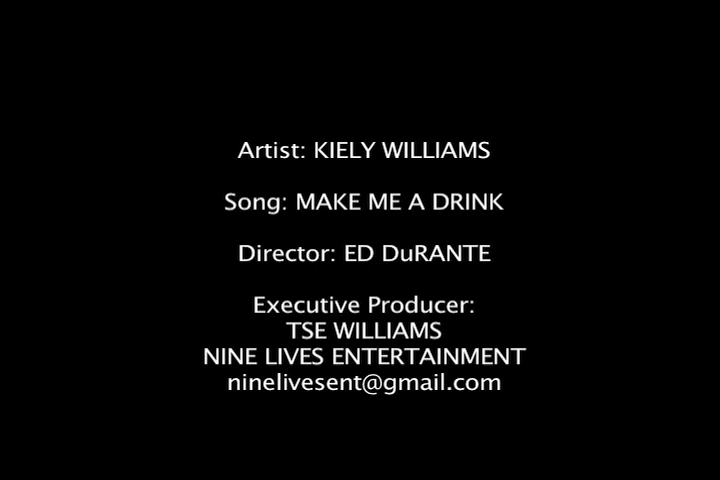 Artist: KIELY WILLIAMS
Song: MAKE ME A DRINK
Director: ED DuRANTE
Executive Producer:
TSE WILLIAMS
NINE LIVES ENTERTAINMENT
ninelivesent@gmail.com